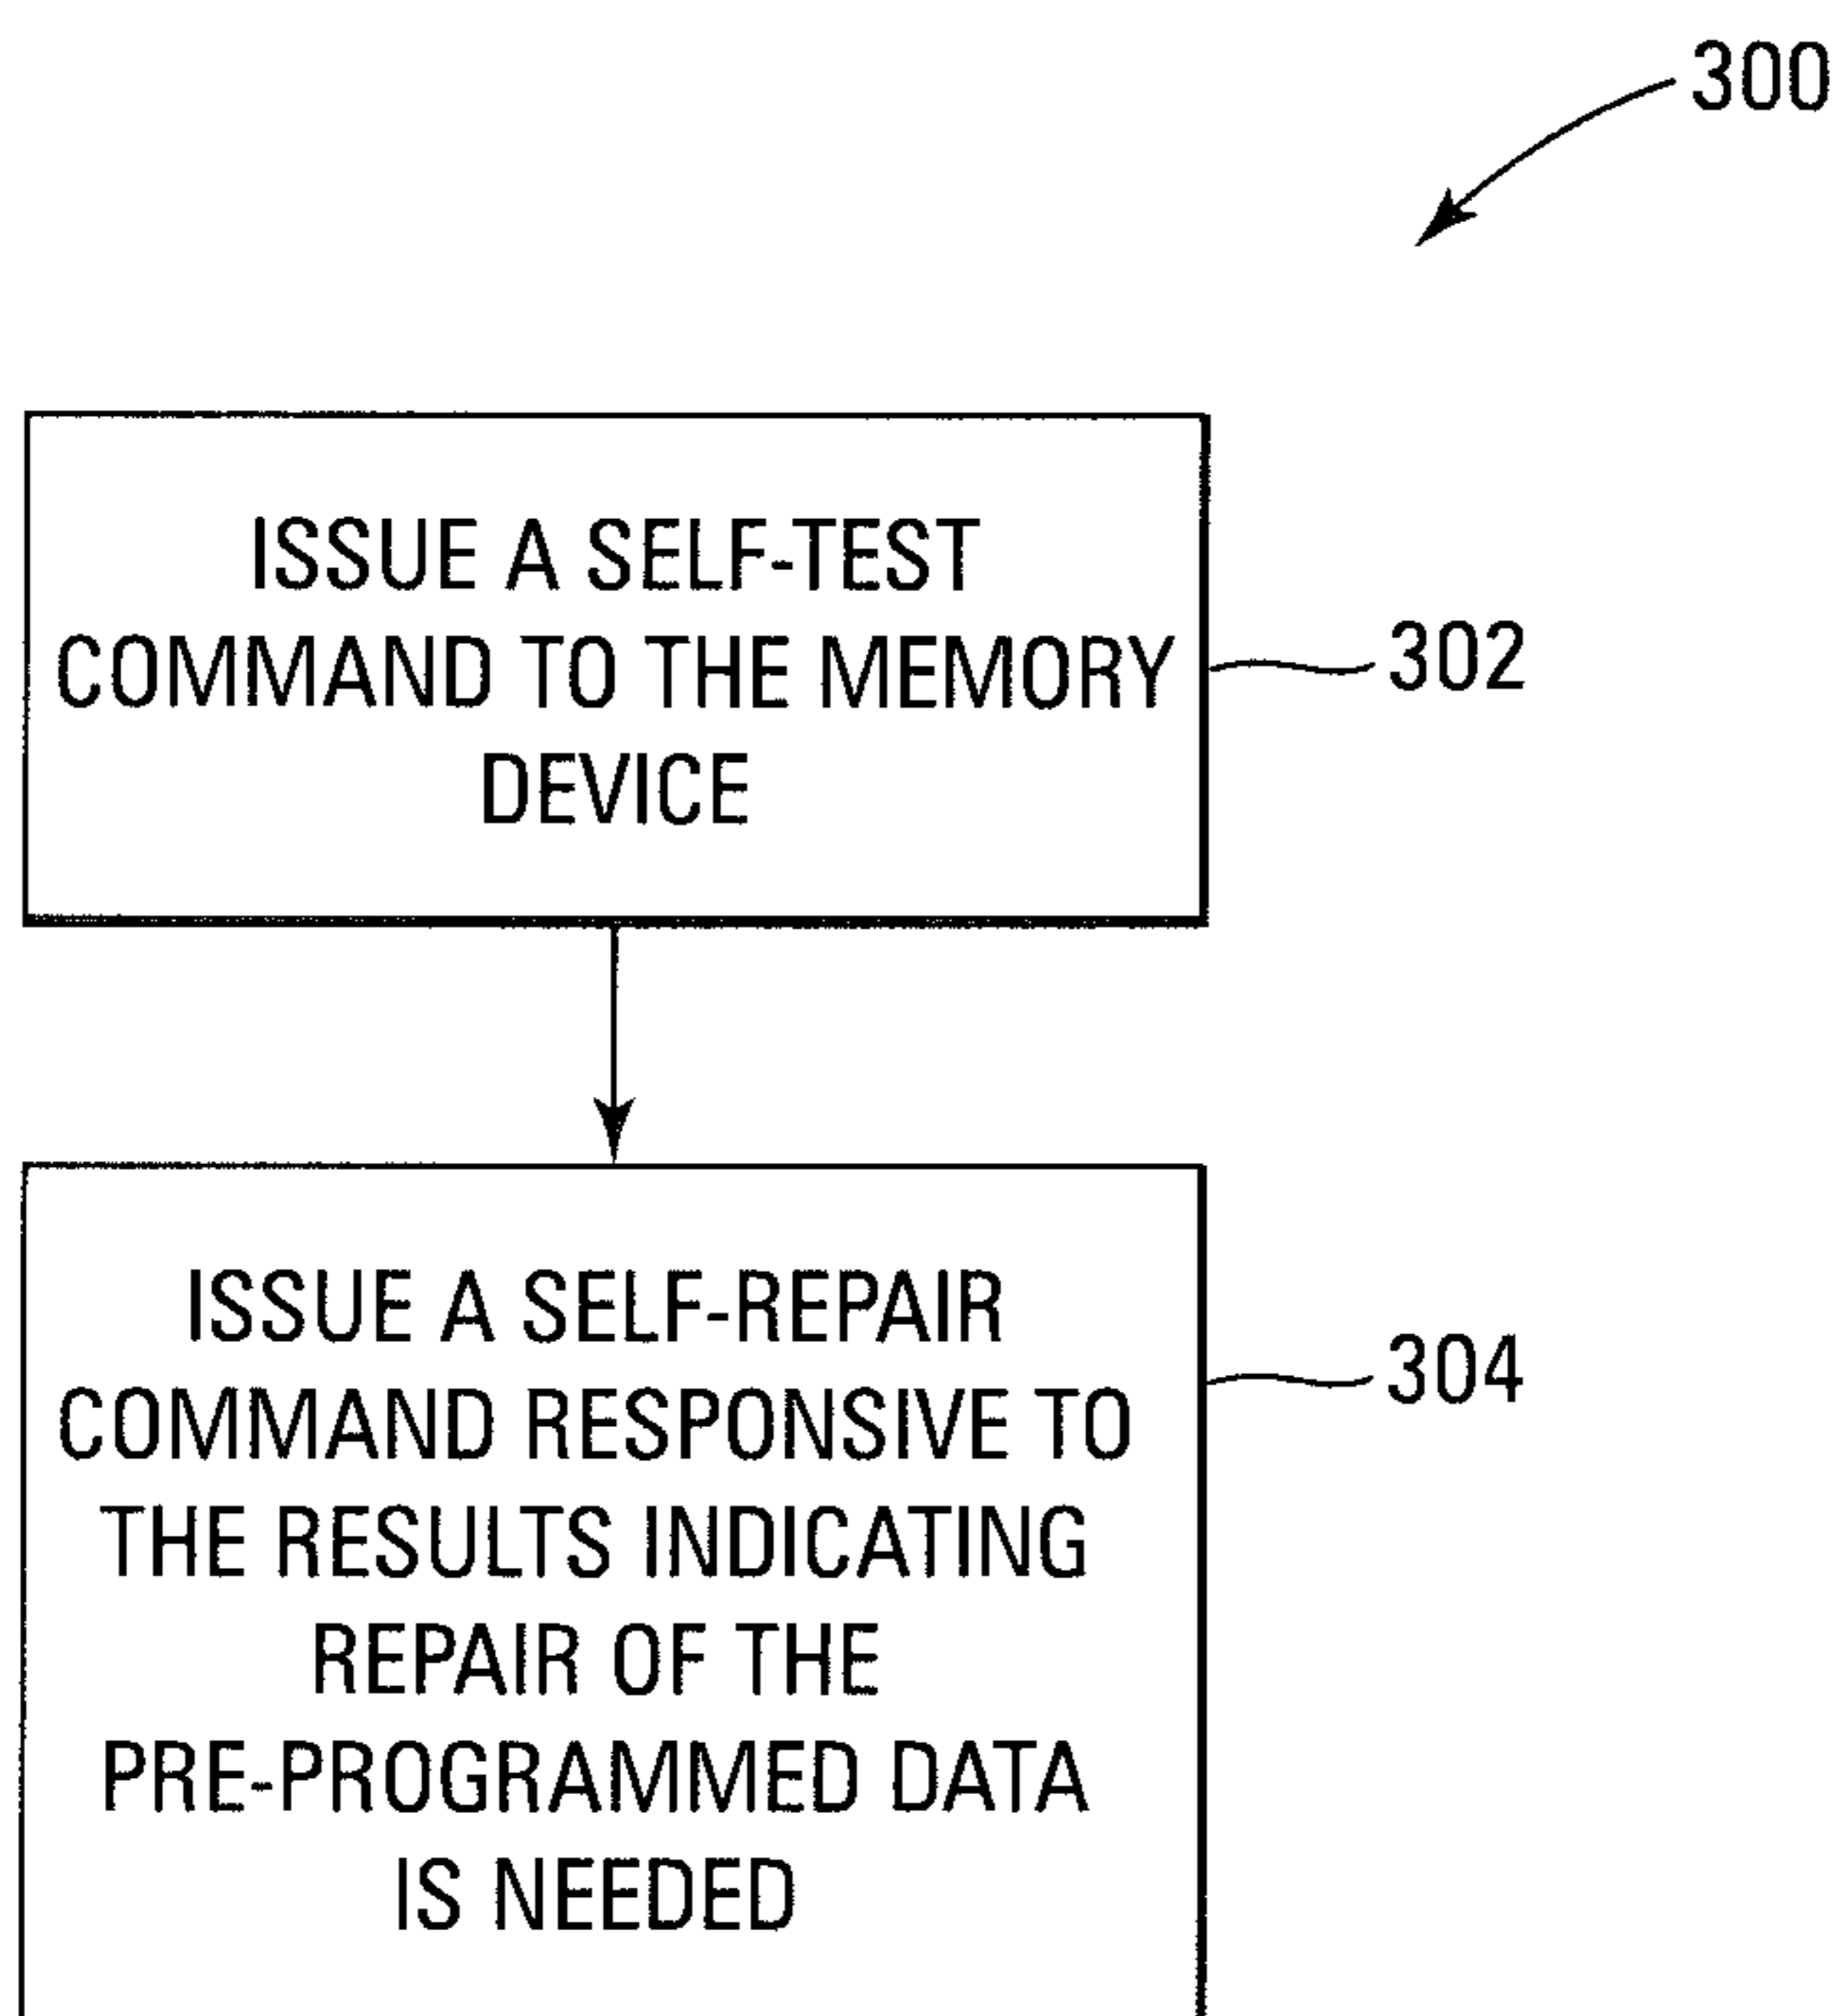 300
ISSUE A SELF-TEST
COMMAND TO THE MEMORY
DEVICE
302
ISSUE A SELF-REPAIR
COMMAND RESPONSIVE TO
THE RESULTS INDICATING
REPAIR OF THE
PRE-PROGRAMMED DATA
IS NEEDED
304